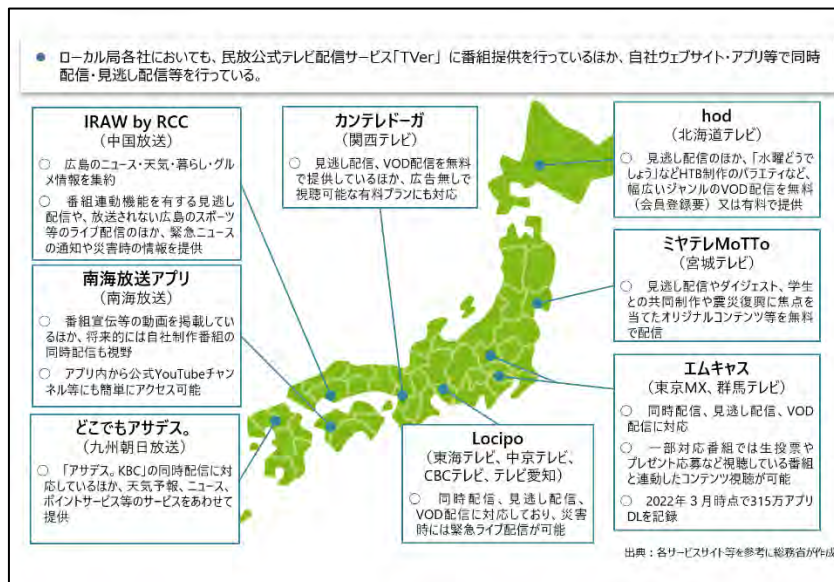 ● ローカル局各社においても、民放公式テレビ配信サービス「TVer」に番組提供を行っているほか、自社ウェブサイト・アプリ等で同時
配信・見逃し配信等を行っている。
IRAW by RCC
(中国放送)
○ 広島のニュース・天気・暮らし・グル
メ情報を集約
○ 番組連動機能を有する見逃し
配信や、放送されない広島のスポーツ
等のライブ配信のほか、緊急ニュース
の通知や災害時の情報を提供
南海放送アプリ
(南海放送)
○ 番組宣伝等の動画を掲載してい
るほか、将来的には自社制作番組の
同時配信も視野
○ アプリ内から公式YouTubeチャン
ネル等にも簡単にアクセス可能
どこでもアサデス。
(九州朝日放送)
○ 「アサデス。KBC」の同時配信に対
応しているほか、天気予報、ニュース、
ポイントサービス等のサービスをあわせて
提供
カンテレドーガ
(関西テレビ)
○ 見逃し配信、VOD配信を無料
で提供しているほか、広告無しで
視聴可能な有料プランにも対応
Locipo
(東海テレビ、中京テレビ、
CBCテレビ、テレビ愛知)
○ 同時配信、見逃し配信、
VOD配信に対応しており、災害
時には緊急ライブ配信が可能
hod
(北海道テレビ)
○ 見逃し配信のほか、「水曜どうで
しょう」などHTB制作のバラエティなど、
幅広いジャンルのVOD配信を無料
(会員登録要)又は有料で提供
ミヤテレMoTTo
(宮城テレビ)
○ 見逃し配信やダイジェスト、学生
との共同制作や震災復興に焦点を
当てたオリジナルコンテンツ等を無料
で配信
エムキャス
(東京MX、群馬テレビ)
○ 同時配信、見逃し配信、VOD
配信に対応
○ 一部対応番組では生投票や
プレゼント応募など視聴している番組
と連動したコンテンツ視聴が可能
○ 2022年3月時点で315万アプリ
DLを記録
出典:各サービスサイト等を参考に総務省が作成